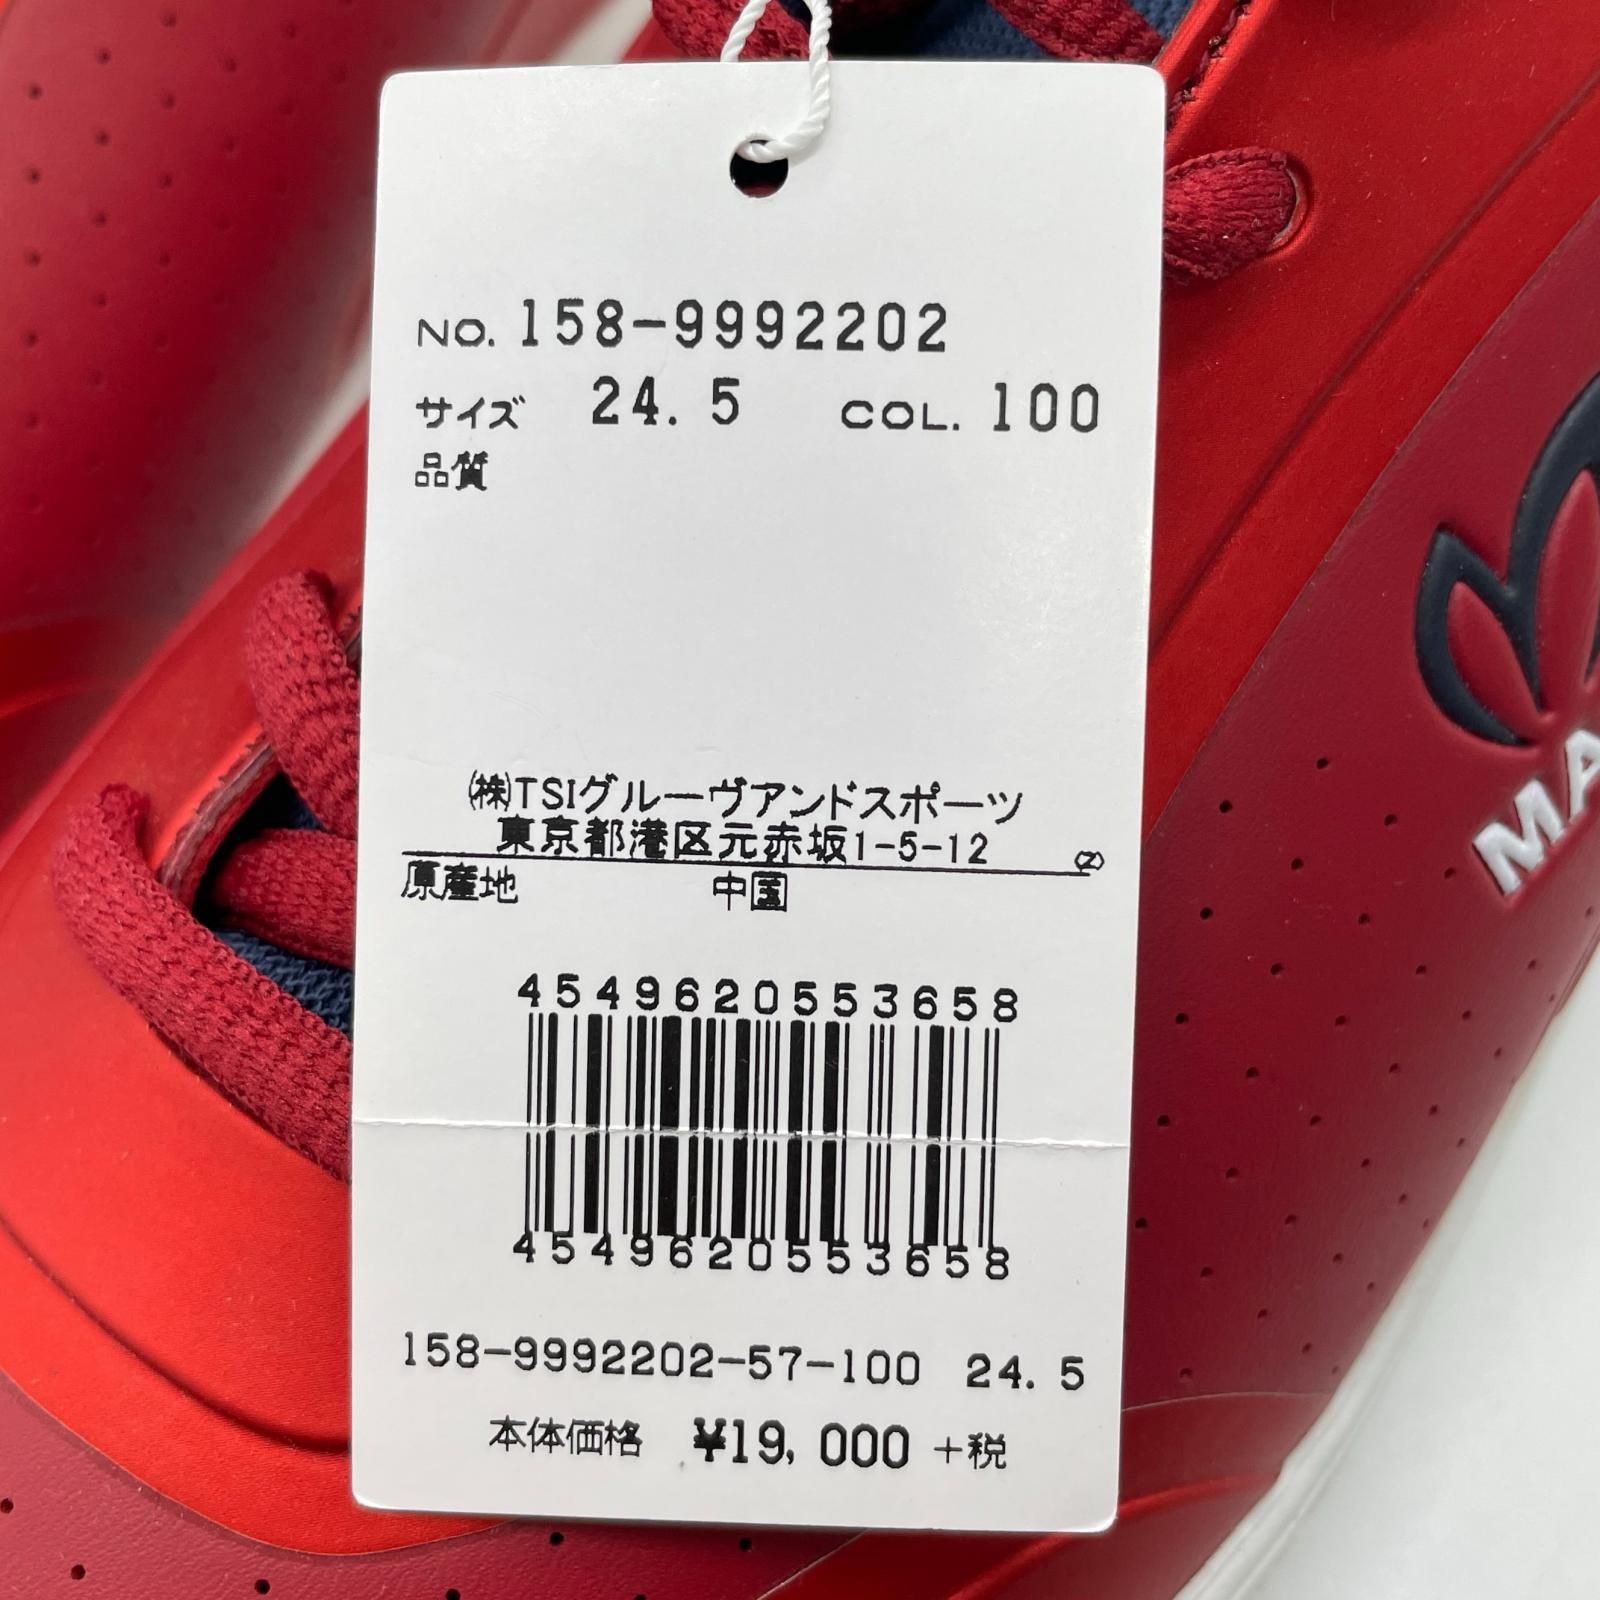 NO. 158-9992202
サイズ 24.5 COL. 100
品質
㈱TSIグルーヴアンドスポーツ
東京都港区元赤坂1-5-12
(2)
原産地 中国
4549620553658
4549620553658
158-9992202-57-100 24.5
本体価格 ¥19,000 +税
MA